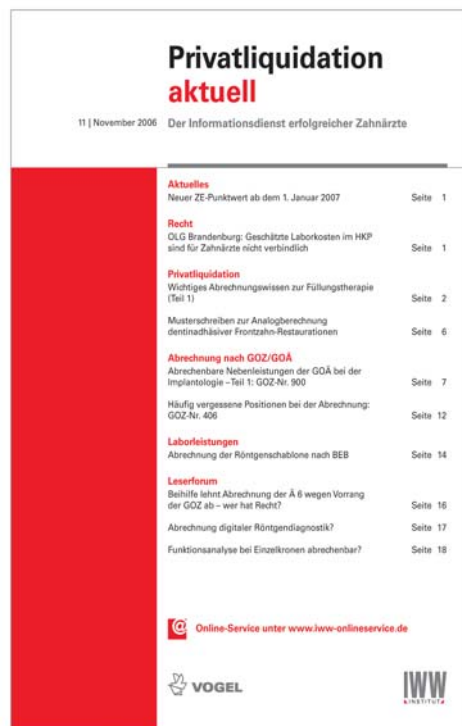 Privatliquidation
aktuell
11 | November 2006 Der Informationsdienst erfolgreicher Zahnärzte
Aktuelles
Neuer ZE-Punktwert ab dem 1. Januar 2007 Seite 1
Recht
OLG Brandenburg: Geschätzte Laborkosten im HKP
sind für Zahnärzte nicht verbindlich Seite 1
Privatliquidation
Wichtiges Abrechnungswissen zur Füllungstherapie
(Teil 1) Seite 2
Musterschreiben zur Analogberechnung
dentinadhäsiver Frontzahn-Restaurationen Seite 6
Abrechnung nach GOZ/GOÄ
Abrechenbare Nebenleistungen der GOÄ bei der
Implantologie –Teil 1: GOZ-Nr. 900 Seite 7
Häufig vergessene Positionen bei der Abrechnung:
GOZ-Nr. 406 Seite 12
Laborleistungen
Abrechnung der Röntgenschablone nach BEB Seite 14
Leserforum
Beihilfe lehnt Abrechnung der Ä 6 wegen Vorrang
der GOZ ab – wer hat Recht? Seite 16
Abrechnung digitaler Röntgendiagnostik? Seite 17
Funktionsanalyse bei Einzelkronen abrechenbar? Seite 18
@ Online-Service unter www.iww-onlineservice.de
VOGEL
IWW
INSTITUT